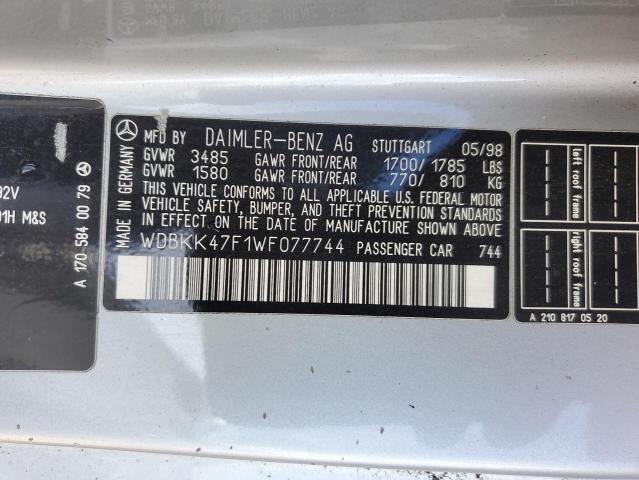 92V
01H M&S
A 170-584 00 79
MADE IN GERMANY
MFD BY DAIMLER-BENZ AG STUTTGART 05/98
GVWR 3485 GAWR FRONT/REAR 1700/1785 LBS
GVWR 1580 GAWR FRONT/REAR 770/ 810 KG
THIS VEHICLE CONFORMS TO ALL APPLICABLE U.S. FEDERAL MOTOR
VEHICLE SAFETY, BUMPER, AND THEFT PREVENTION STANDARDS
IN EFFECT ON THE DATE OF MANUFACTURE SHOWN ABOVE
WDBKK47F1WF077744 PASSENGER CAR 744
left roof frame
right roof frame
A 210 817 05 20